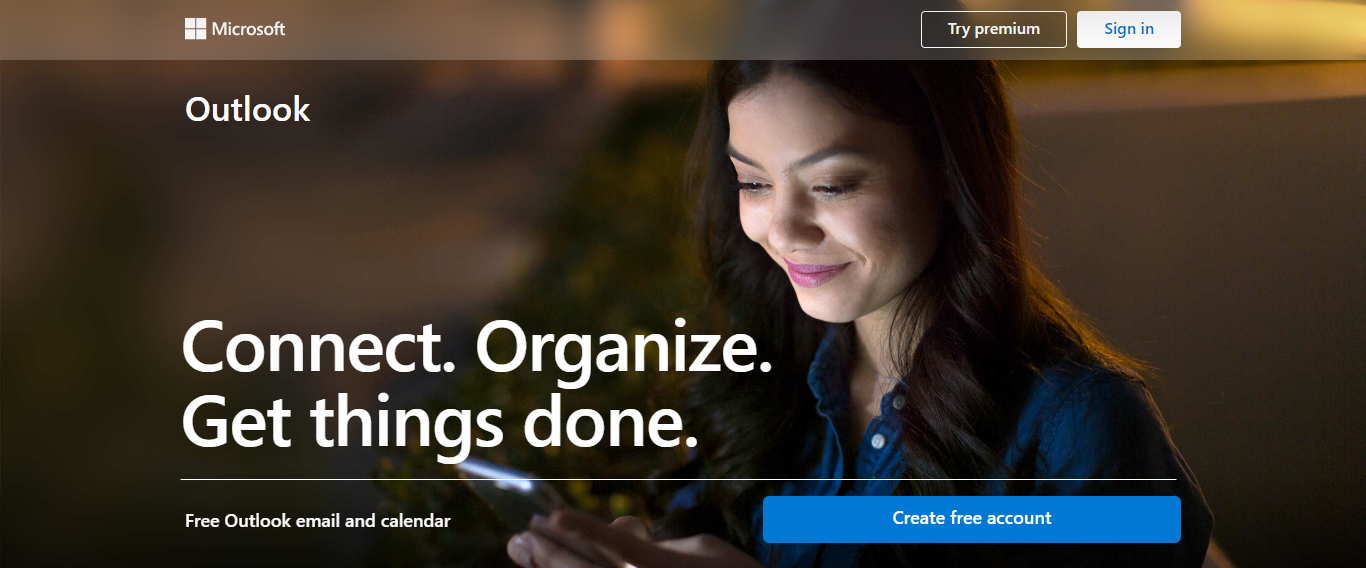 Microsoft
Try premium
Sign in
Outlook
Connect. Organize.
Get things done.
Free Outlook email and calendar
Create free account